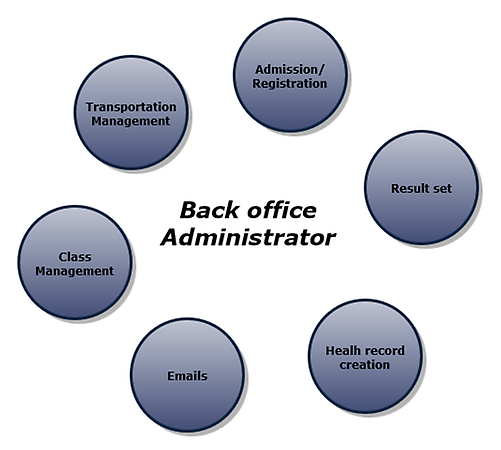 Admission/
Registration
Transportation
Management
Result set
Back office
Administrator
Class
Management
Healh record
creation
Emails